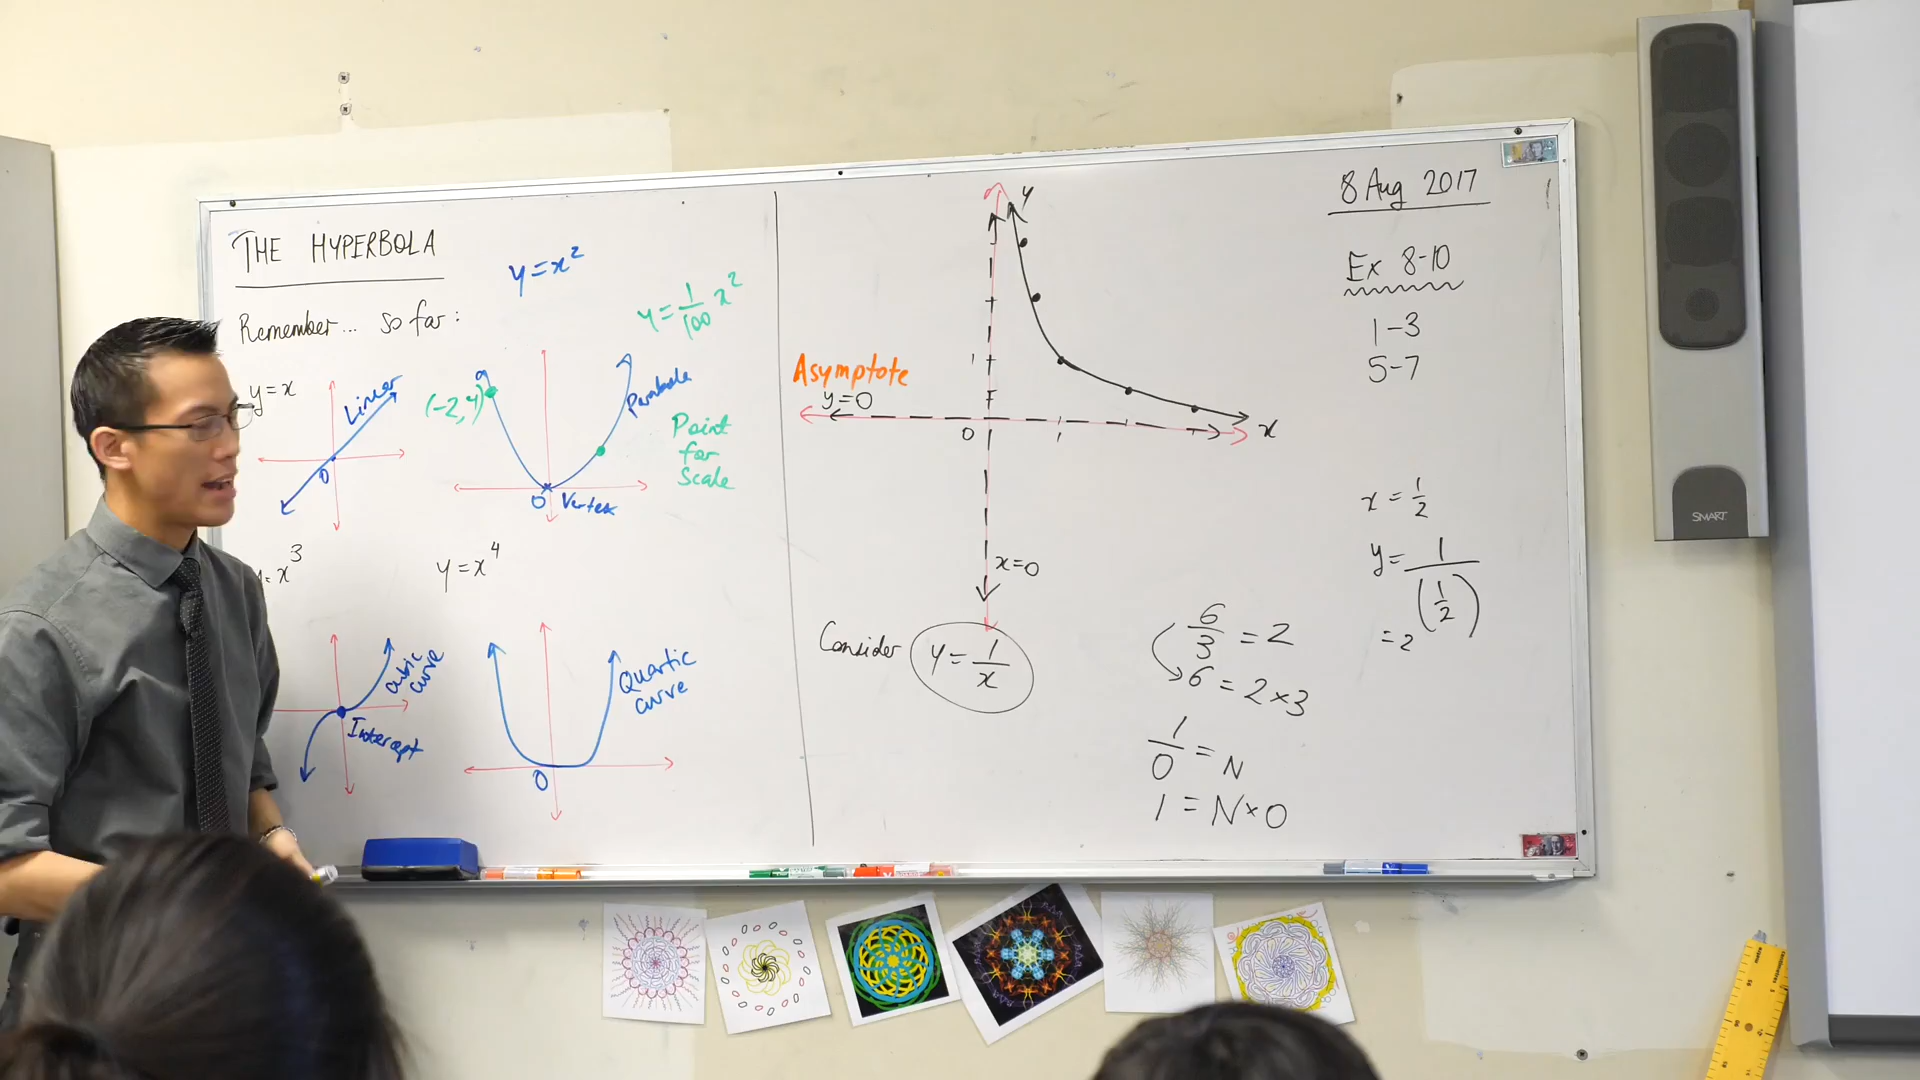 THE HYPERBOLA
Remember... so far:
y=x
Linear
0
y=x²
(-2,4)
Parabola
0 Vertex
y=1/100 x²
Point
for
Scale
x³
Cubic
curve
Intercept
y=x⁴
Quartic
curve
0
y
1
Asymptote
y=0
0
1
x
x=0
Consider y=1/x
6/3=2
6=2×3
1/0=N
1=N×0
8 Aug 2017
Ex 8-10
1-3
5-7
x=1/2
y=1/(1/2)
=2
SMART